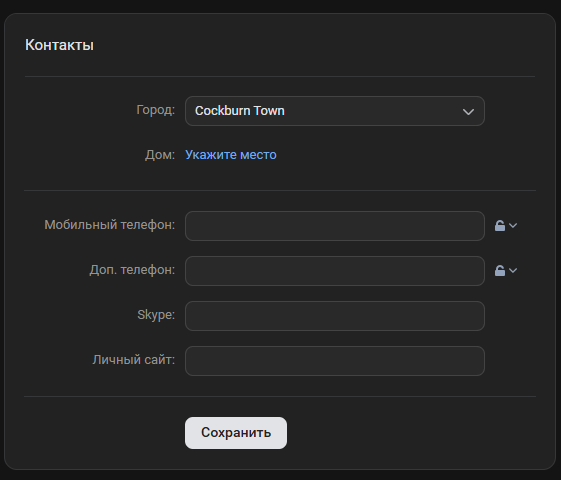 Контакты
Город: Cockburn Town
Дом: Укажите место
Мобильный телефон:
Доп. телефон:
Skype:
Личный сайт:
Сохранить